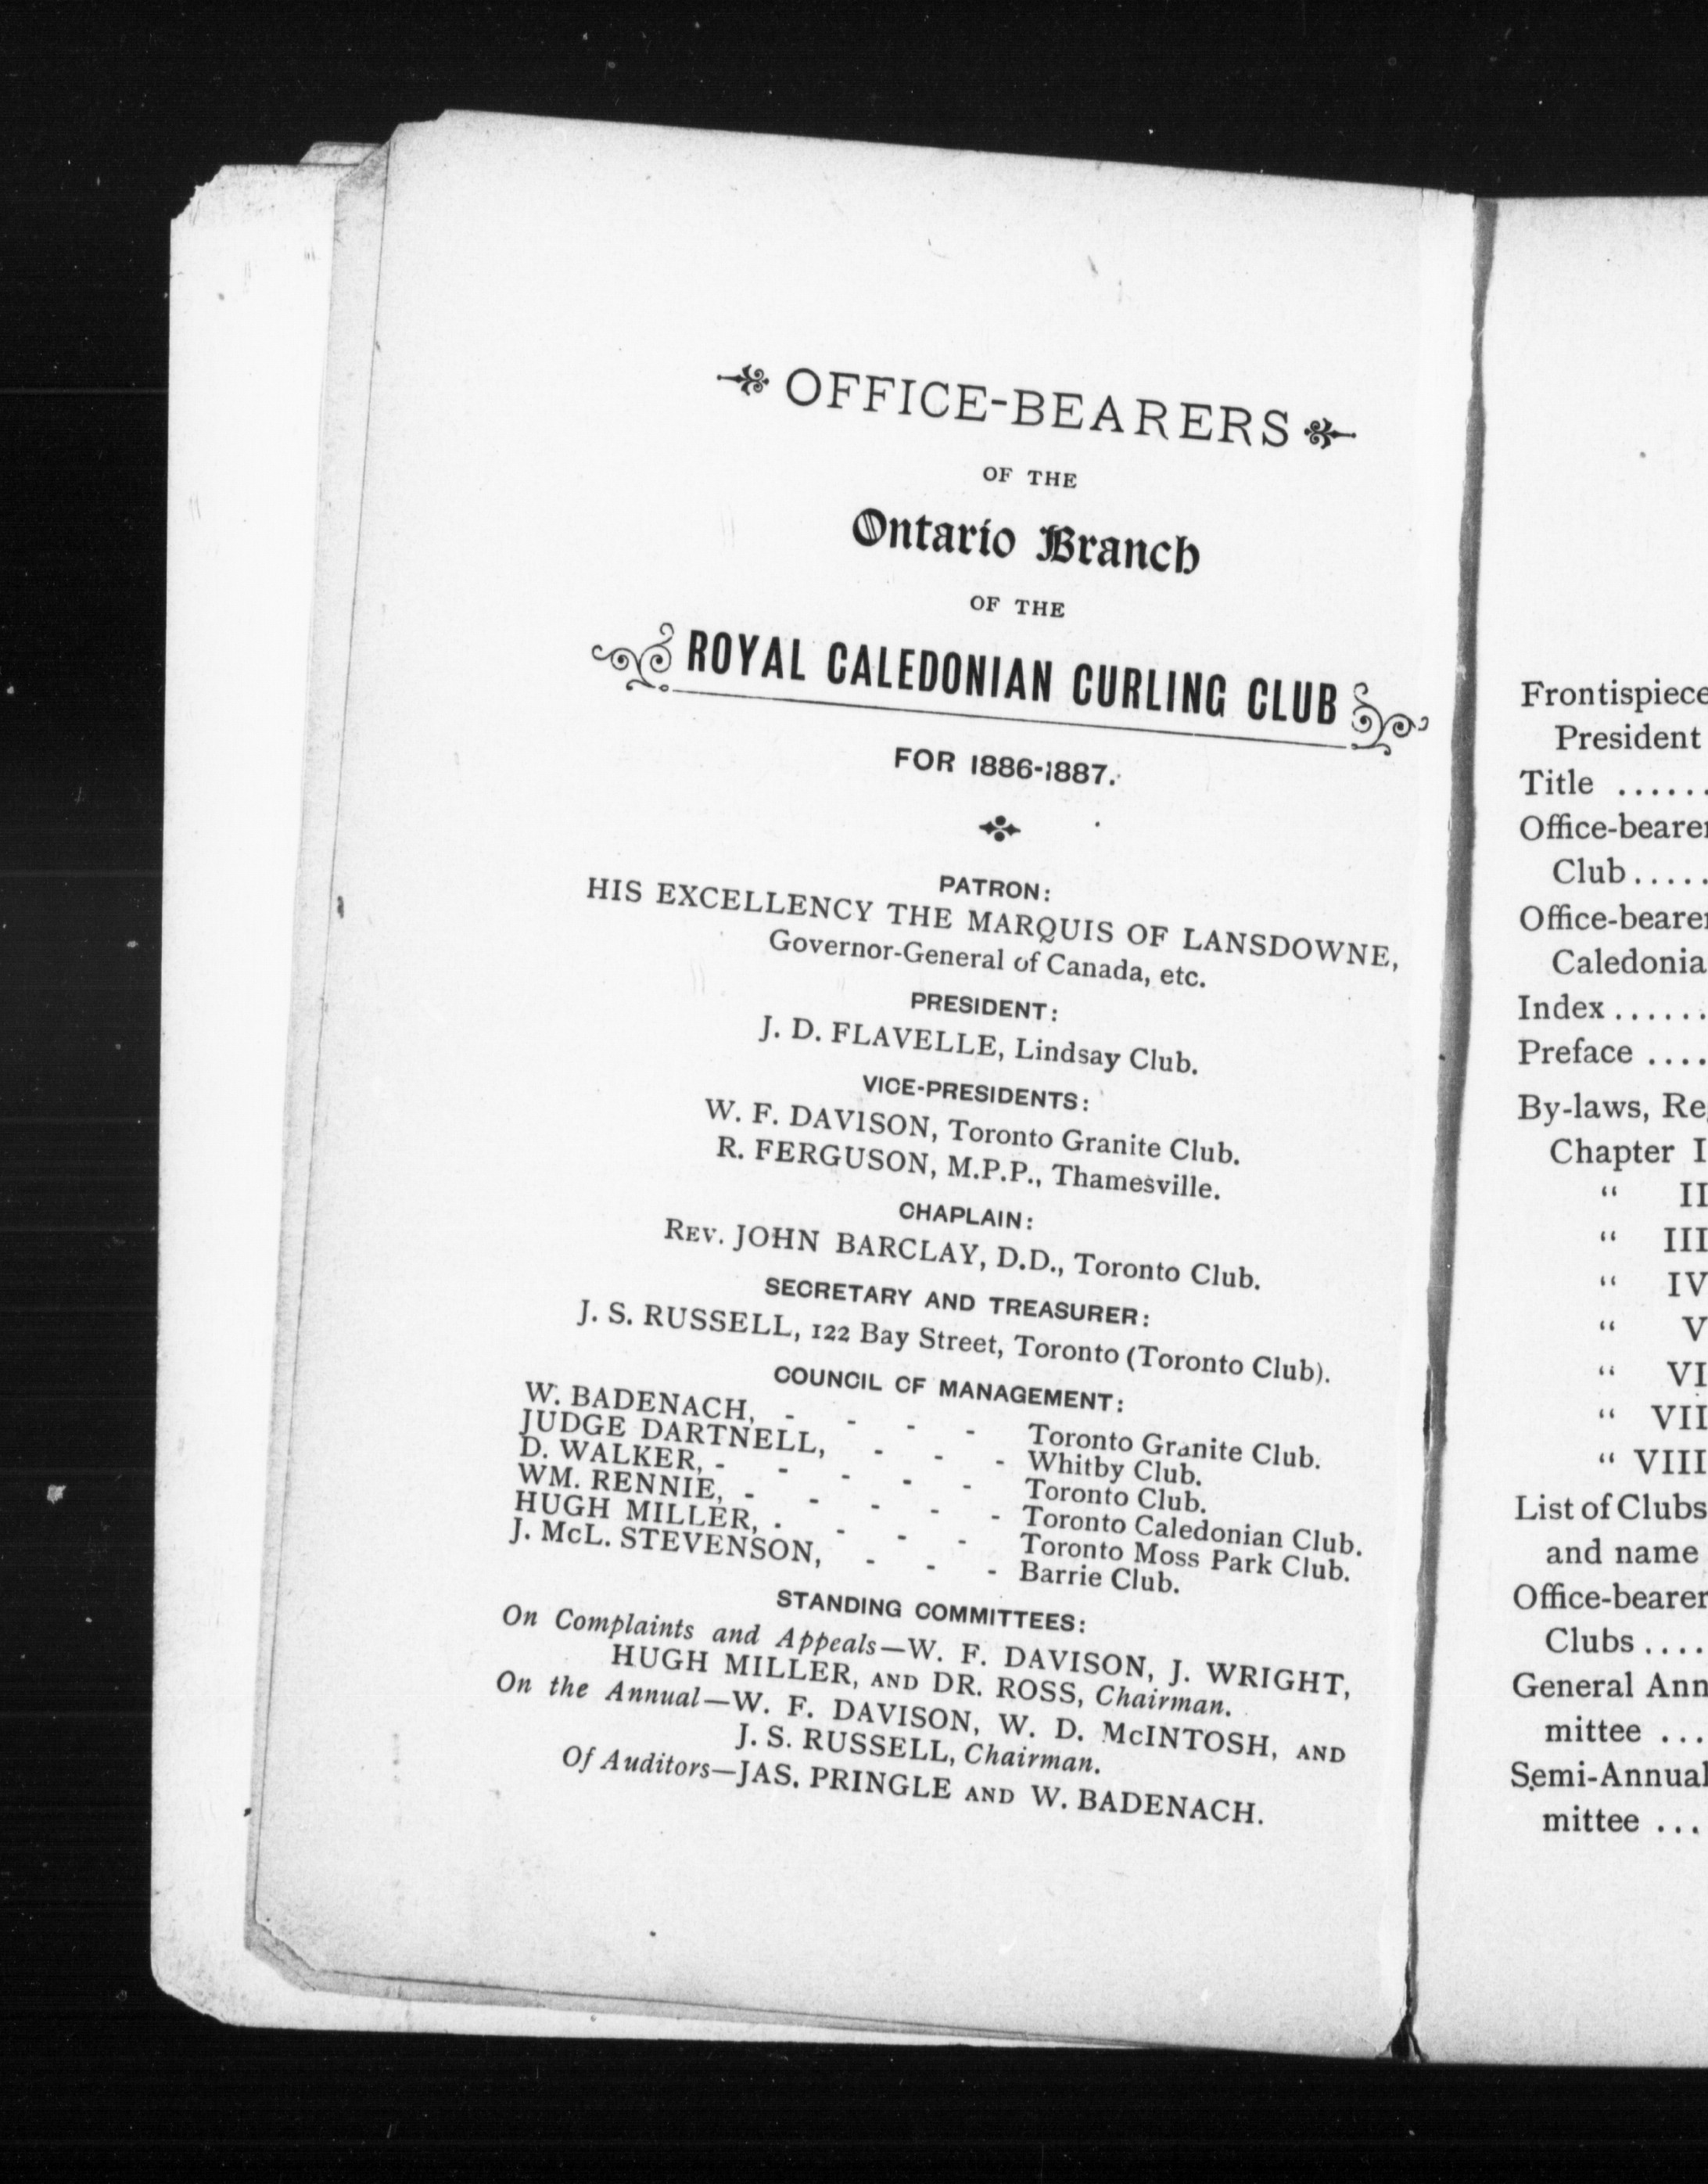 OFFICE-BEARERS
OF THE
Ontario Branch
OF THE
ROYAL CALEDONIAN CURLING CLUB
FOR 1886-1887.
PATRON:
HIS EXCELLENCY THE MARQUIS OF LANSDOWNE,
Governor-General of Canada, etc.
PRESIDENT:
J. D. FLAVELLE, Lindsay Club.
VICE-PRESIDENTS:
W. F. DAVISON, Toronto Granite Club.
R. FERGUSON, M.P.P., Thamesville.
CHAPLAIN:
REV. JOHN BARCLAY, D.D., Toronto Club.
SECRETARY AND TREASURER:
J. S. RUSSELL, 122 Bay Street, Toronto (Toronto Club).
COUNCIL OF MANAGEMENT:
W. BADENACH, - - - - Toronto Granite Club.
JUDGE DARTNELL, - - - Whitby Club.
D. WALKER, - - - - - Toronto Club.
WM. RENNIE, - - - - - Toronto Caledonian Club.
HUGH MILLER, - - - - Toronto Moss Park Club.
J. McL. STEVENSON, - - - Barrie Club.
STANDING COMMITTEES:
On Complaints and Appeals—W. F. DAVISON, J. WRIGHT,
HUGH MILLER, AND DR. ROSS, Chairman.
On the Annual—W. F. DAVISON, W. D. McINTOSH, AND
J. S. RUSSELL, Chairman.
Of Auditors—JAS. PRINGLE AND W. BADENACH.
Frontispiece
President
Title ......
Office-bearer
Club.....
Office-bearer
Caledonia
Index......
Preface ....
By-laws, Re
Chapter I
" II
" III
" IV
" V
" VI
" VII
" VIII
List of Clubs
and name
Office-bearer
Clubs ....
General Ann
mittee ...
Semi-Annual
mittee ...